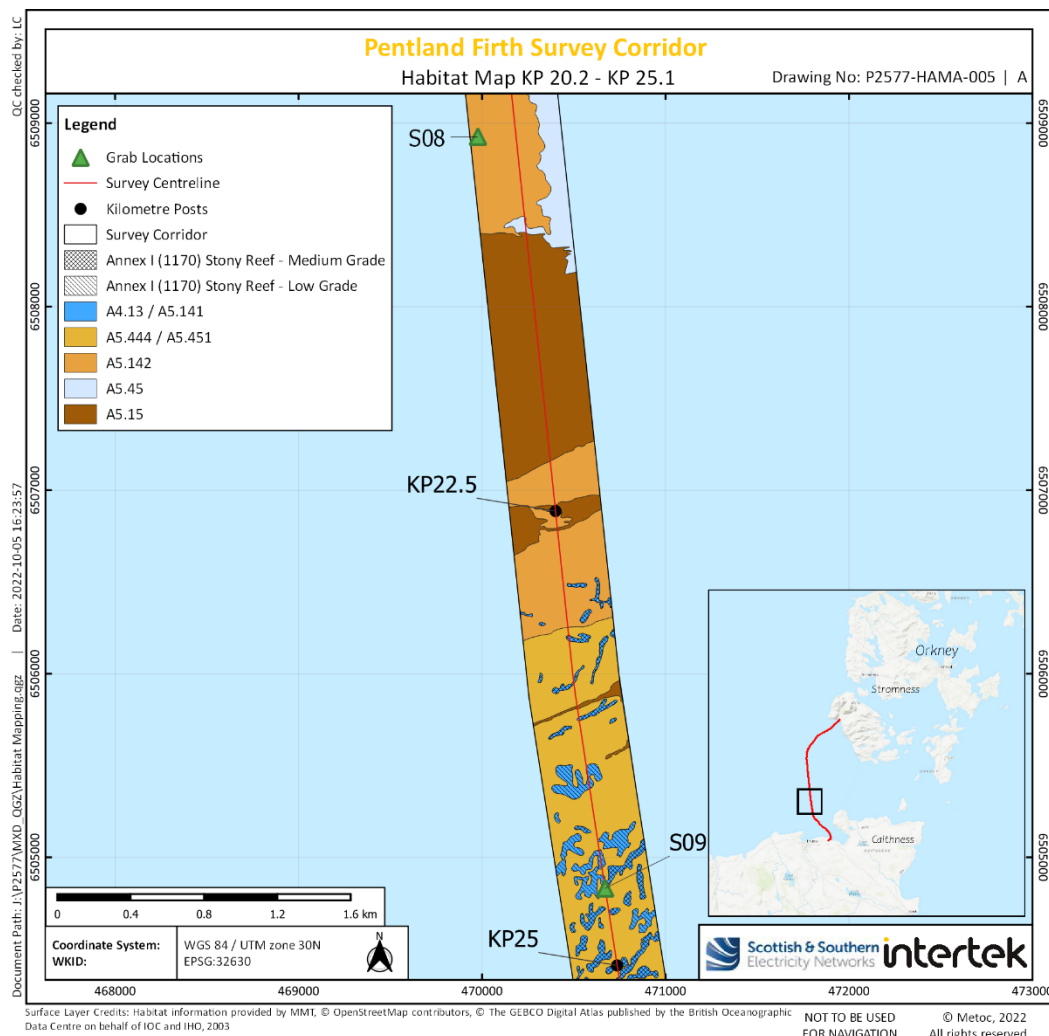 Pentland Firth Survey Corridor
Habitat Map KP 20.2 - KP 25.1
Drawing No: P2577-HAMA-005 | A
QC checked by: LC
Date: 2022-10-05 16:23:57
Document Path: J:\P2577\MXD_QGZ\Habitat Mapping.qgz
Legend
Grab Locations
Survey Centreline
Kilometre Posts
Survey Corridor
Annex I (1170) Stony Reef - Medium Grade
Annex I (1170) Stony Reef - Low Grade
A4.13 / A5.141
A5.444 / A5.451
A5.142
A5.45
A5.15
S08
KP22.5
S09
KP25
6509000
6508000
6507000
6506000
6505000
6509000
6508000
6507000
6506000
6505000
Orkney
Stromness
Caithness
0 0.4 0.8 1.2 1.6 km
Coordinate System: WGS 84 / UTM zone 30N
WKID: EPSG:32630
N
Scottish & Southern
Electricity Networks
intertek
468000 469000 470000 471000 472000 473000
Surface Layer Credits: Habitat information provided by MMT, © OpenStreetMap contributors, © The GEBCO Digital Atlas published by the British Oceanographic
Data Centre on behalf of IOC and IHO, 2003
NOT TO BE USED
FOR NAVIGATION
© Metoc, 2022
All rights reserved